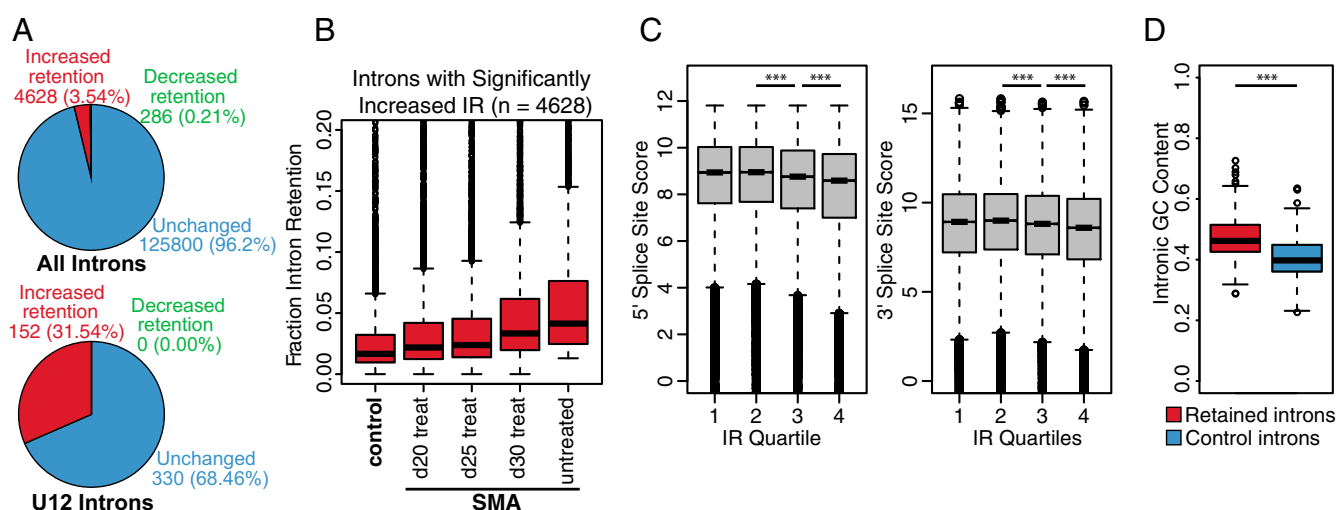 A
Increased
retention
4628 (3.54%)
Decreased
retention
286 (0.21%)
Unchanged
125800 (96.2%)
All Introns
Increased
retention
152 (31.54%)
Decreased
retention
0 (0.00%)
Unchanged
330 (68.46%)
U12 Introns
B
Introns with Significantly
Increased IR (n = 4628)
Fraction Intron Retention
0.20
0.15
0.10
0.05
0.00
control
d20 treat
d25 treat
d30 treat
untreated
SMA
C
5' Splice Site Score
12
10
8
6
4
2
0
*** ***
1 2 3 4
IR Quartile
3' Splice Site Score
15
10
5
0
*** ***
1 2 3 4
IR Quartiles
D
Intronic GC Content
1.0
0.8
0.6
0.4
0.2
0.0
***
Retained introns
Control introns